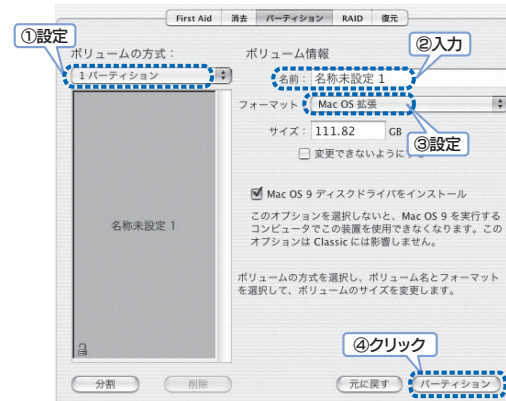 First Aid 消去 パーティション RAID 復元
①設定
ボリュームの方式：
1 パーティション
名称未設定 1
分割 削除
ボリューム情報
②入力
名前： 名称未設定 1
フォーマット Mac OS 拡張
③設定
サイズ： 111.82 GB
変更できないように
Mac OS 9 ディスクドライバをインストール
このオプションを選択しないと、Mac OS 9 を実行する
コンピュータでこの装置を使用できなくなります。この
オプションは Classic には影響しません。
ボリュームの方式を選択し、ボリューム名とフォーマット
を選択して、ボリュームのサイズを変更します。
④クリック
元に戻す パーティション